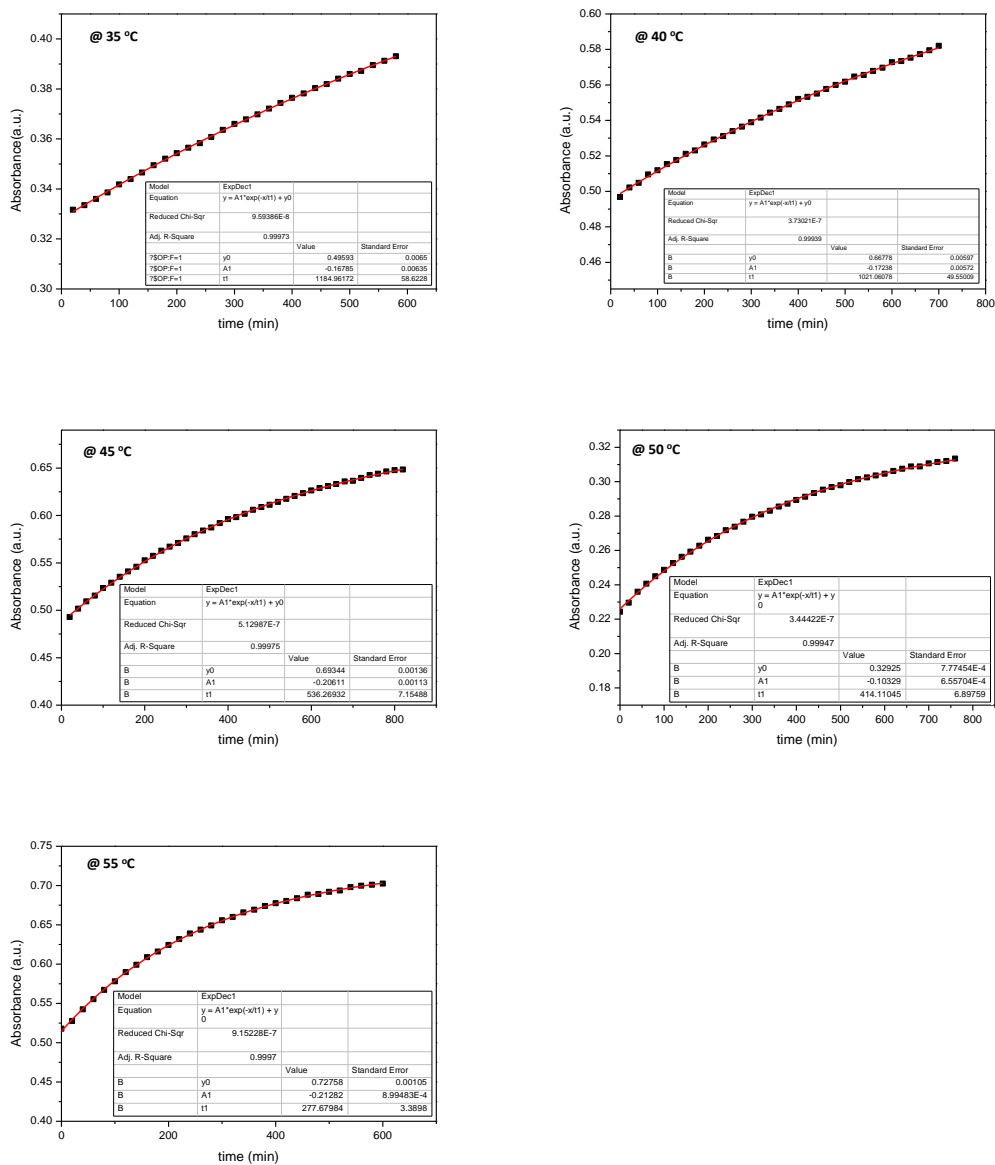 @ 35 °C
Absorbance(a.u.)
0.40
0.38
0.36
0.34
0.32
0.30
0 100 200 300 400 500 600
time (min)
Model ExpDec1
Equation y = A1*exp(-x/t1) + y0
Reduced Chi-Sqr 9.59386E-8
Adj. R-Square 0.99973
Value Standard Error
?$OP:F=1 y0 0.49593 0.0065
?$OP:F=1 A1 -0.16785 0.00635
?$OP:F=1 t1 1184.96172 58.6228
@ 40 °C
Absorbance (a.u.)
0.60
0.58
0.56
0.54
0.52
0.50
0.48
0.46
100 200 300 400 500 600 700 800
time (min)
Model ExpDec1
Equation y = A1*exp(-x/t1) + y0
Reduced Chi-Sqr 3.73021E-7
Adj. R-Square 0.99939
Value Standard Error
B y0 0.66778 0.00597
B A1 -0.17238 0.00572
B t1 1021.06078 49.55009
@ 45 °C
Absorbance (a.u.)
0.65
0.60
0.55
0.50
0.45
0.40
0 200 400 600 800
time (min)
Model ExpDec1
Equation y = A1*exp(-x/t1) + y0
Reduced Chi-Sqr 5.12987E-7
Adj. R-Square 0.99975
Value Standard Error
B y0 0.69344 0.00136
B A1 -0.20611 0.00113
B t1 536.26932 7.15488
@ 50 °C
Absorbance (a.u.)
0.32
0.30
0.28
0.26
0.24
0.22
0.20
0.18
0 100 200 300 400 500 600 700 800
time (min)
Model ExpDec1
Equation y = A1*exp(-x/t1) + y
0
Reduced Chi-Sqr 3.44422E-7
Adj. R-Square 0.99947
Value Standard Error
B y0 0.32925 7.77454E-4
B A1 -0.10329 6.55704E-4
B t1 414.11045 6.89759
@ 55 °C
Absorbance (a.u.)
0.75
0.70
0.65
0.60
0.55
0.50
0.45
0.40
0 200 400 600
time (min)
Model ExpDec1
Equation y = A1*exp(-x/t1) + y
0
Reduced Chi-Sqr 9.15228E-7
Adj. R-Square 0.9997
Value Standard Error
B y0 0.72758 0.00105
B A1 -0.21282 8.99483E-4
B t1 277.67984 3.3898